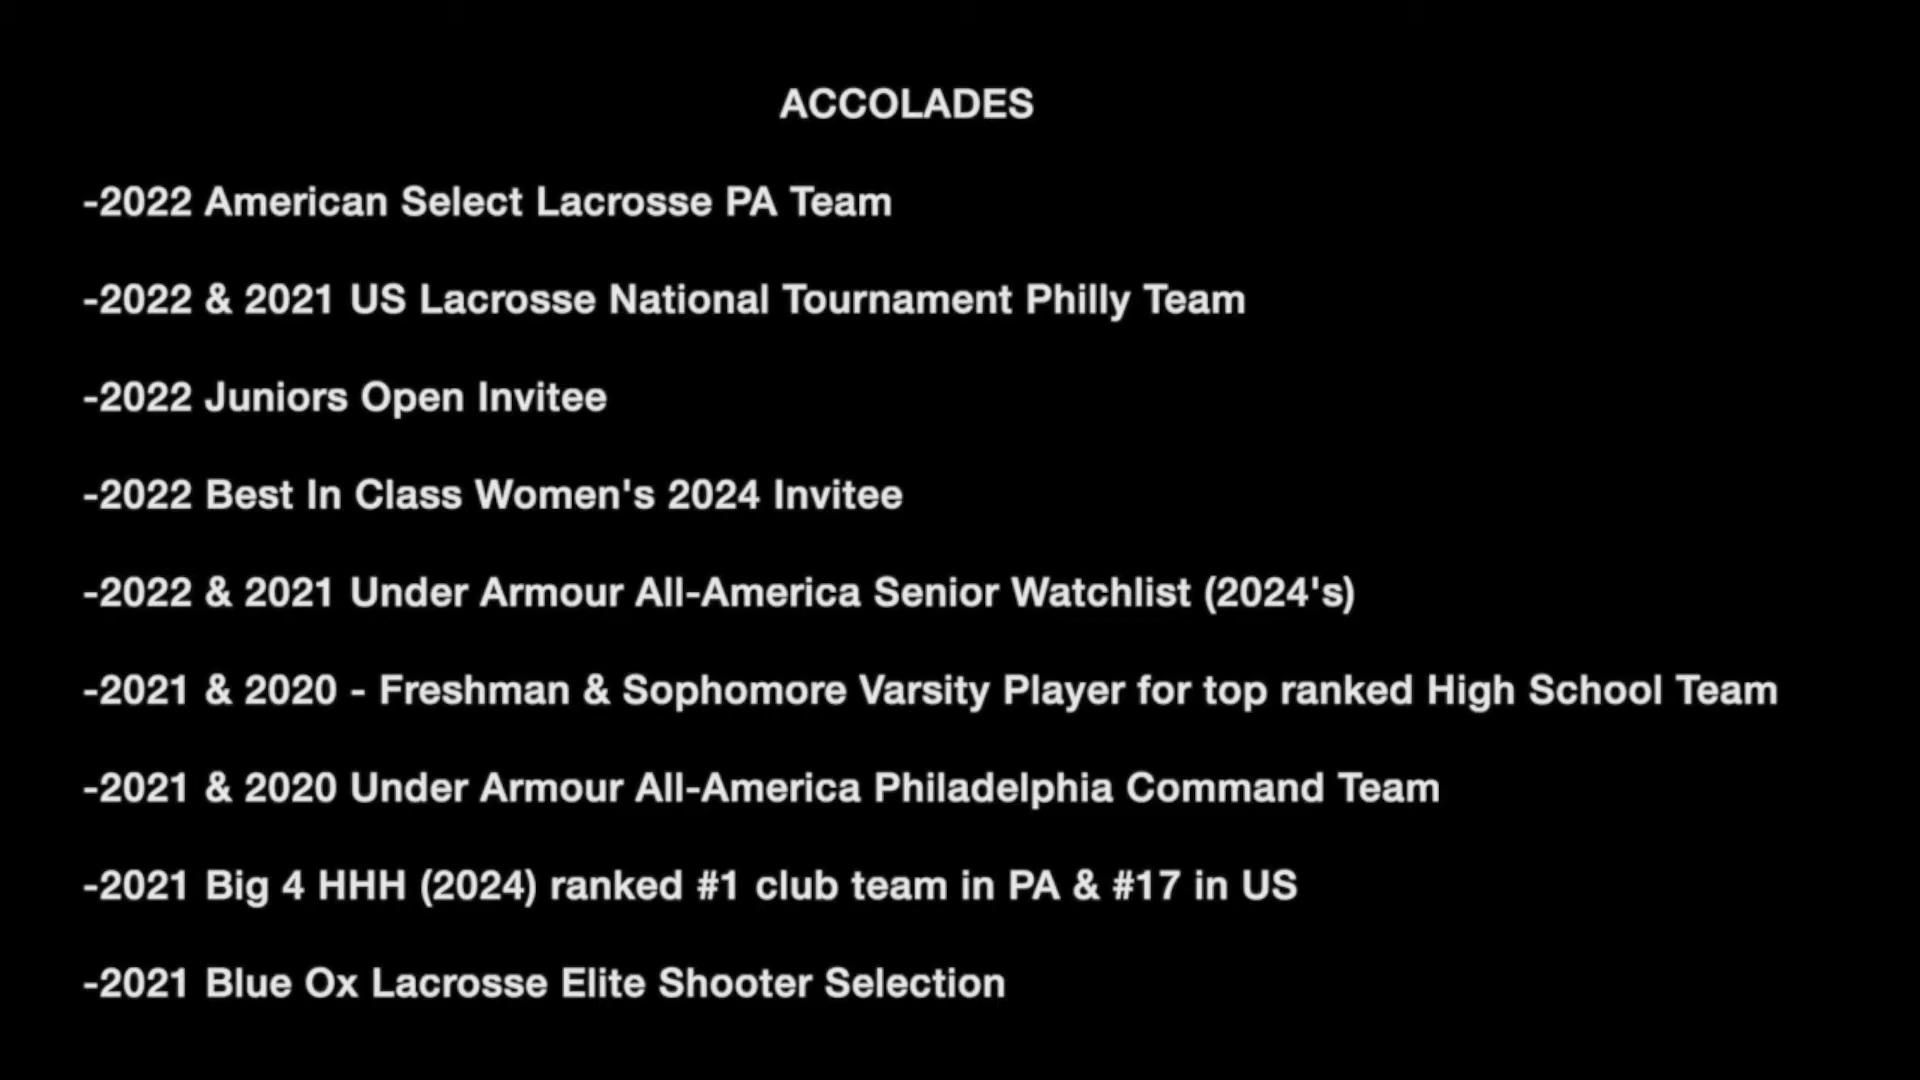 ACCOLADES
-2022 American Select Lacrosse PA Team
-2022 & 2021 US Lacrosse National Tournament Philly Team
-2022 Juniors Open Invitee
-2022 Best In Class Women's 2024 Invitee
-2022 & 2021 Under Armour All-America Senior Watchlist (2024's)
-2021 & 2020 - Freshman & Sophomore Varsity Player for top ranked High School Team
-2021 & 2020 Under Armour All-America Philadelphia Command Team
-2021 Big 4 HHH (2024) ranked #1 club team in PA & #17 in US
-2021 Blue Ox Lacrosse Elite Shooter Selection